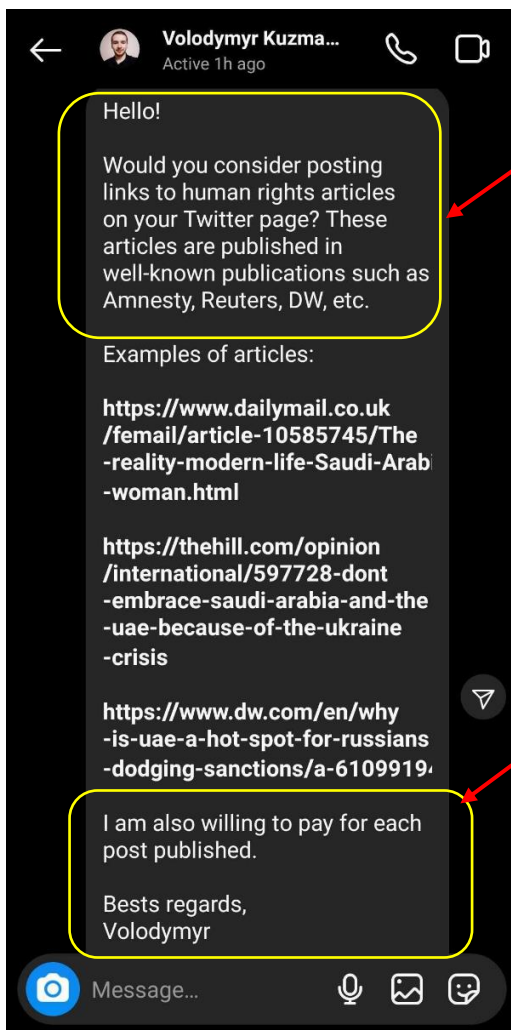 Volodymyr Kuzma...
Active 1h ago
Hello!
Would you consider posting
links to human rights articles
on your Twitter page? These
articles are published in
well-known publications such as
Amnesty, Reuters, DW, etc.
Examples of articles:
https://www.dailymail.co.uk
/femail/article-10585745/The
-reality-modern-life-Saudi-Arabi
-woman.html
https://thehill.com/opinion
/international/597728-dont
-embrace-saudi-arabia-and-the
-uae-because-of-the-ukraine
-crisis
https://www.dw.com/en/why
-is-uae-a-hot-spot-for-russians
-dodging-sanctions/a-6109919
I am also willing to pay for each
post published.
Bests regards,
Volodymyr
Message...